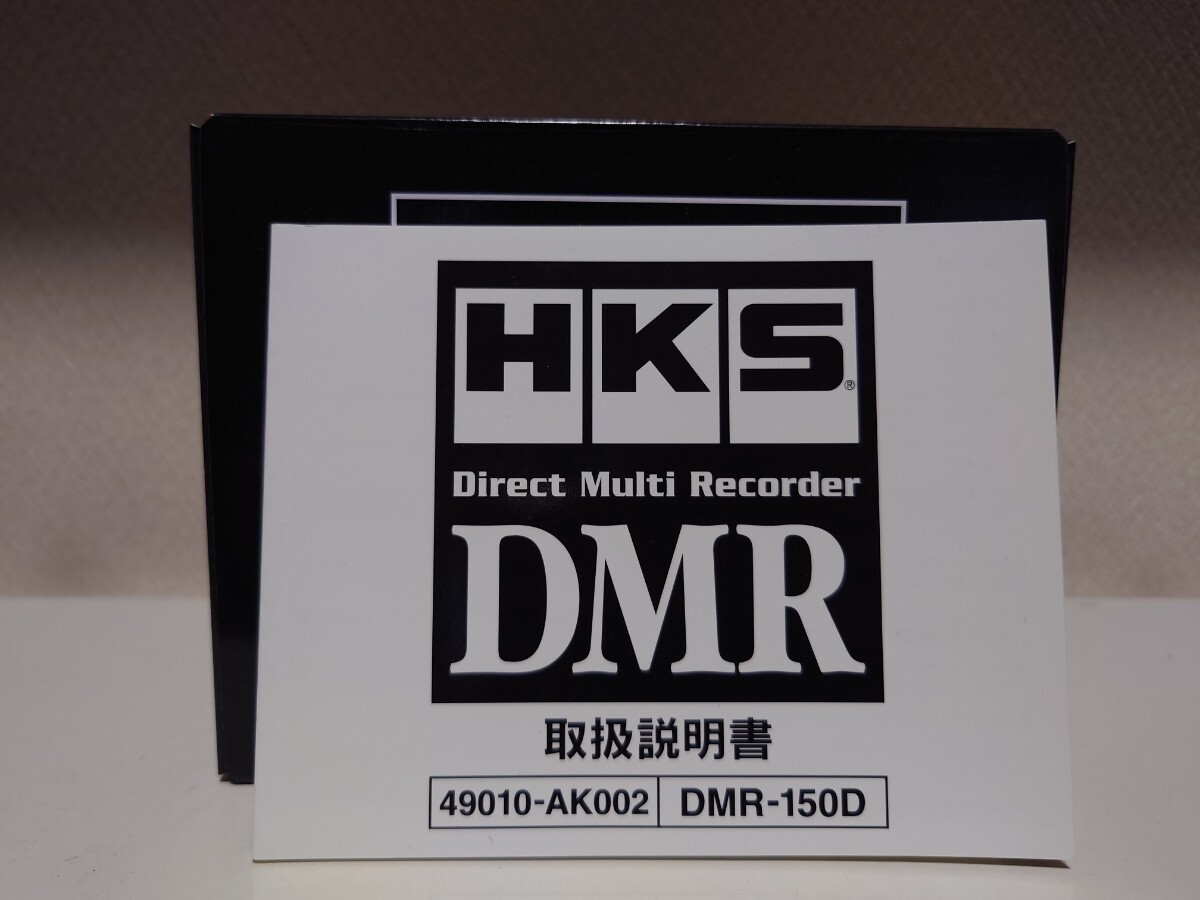 HKS®
Direct Multi Recorder
DMR
取扱説明書
49010-AK002 DMR-150D